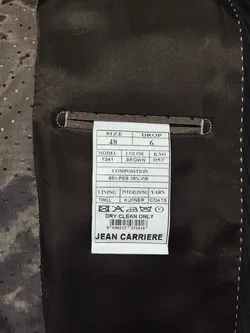 SIZE DROP
48 6
MODEL COLOR K.NO
7241 BROWN 057
COMPOSITION
65%PES 35%VIS
LINING INTERLINING YARN
TWILL KUFNER COATS
DRY CLEAN ONLY
JEAN CARRIERE